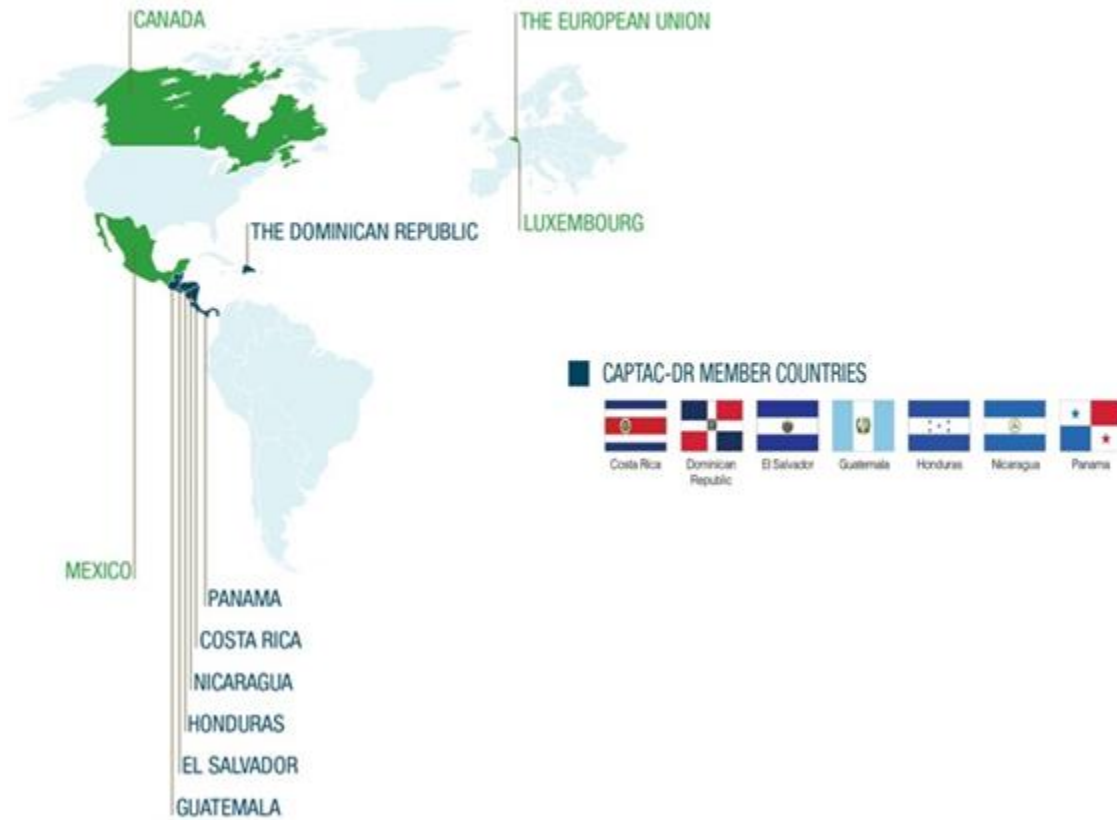 CANADA
THE EUROPEAN UNION
THE DOMINICAN REPUBLIC
LUXEMBOURG
CAPTAC-DR MEMBER COUNTRIES
Costa Rica
Dominican
Republic
El Salvador
Guatemala
Honduras
Nicaragua
Panama
MEXICO
PANAMA
COSTA RICA
NICARAGUA
HONDURAS
EL SALVADOR
GUATEMALA